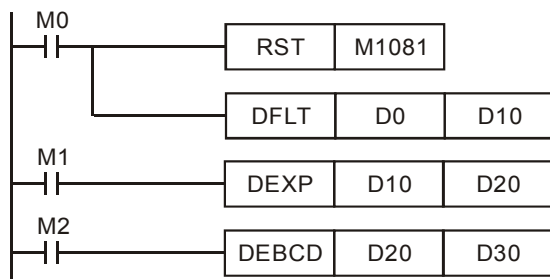 M0
RST M1081
DFLT D0 D10
M1
DEXP D10 D20
M2
DEBCD D20 D30